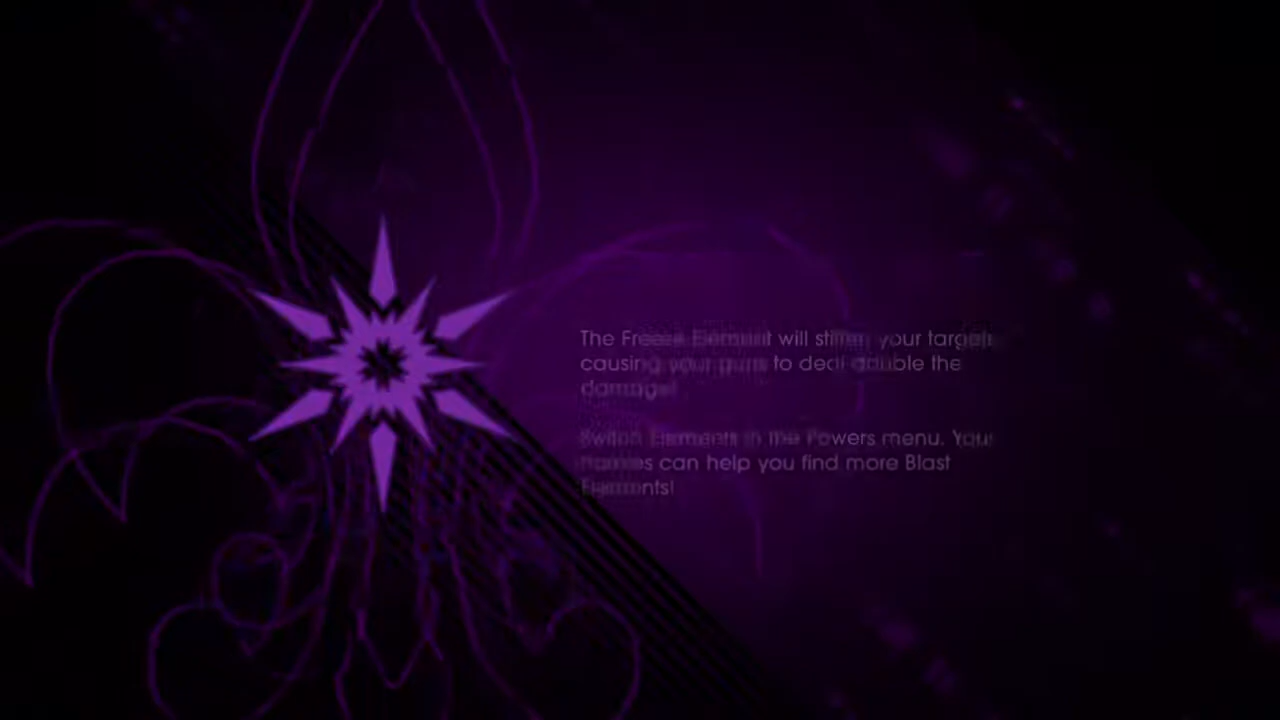 The Freeze Element will stiffen your targets
causing your guns to deal double the
damage!
Switch Elements in the Powers menu. Your
can help you find more Blast
Elements!